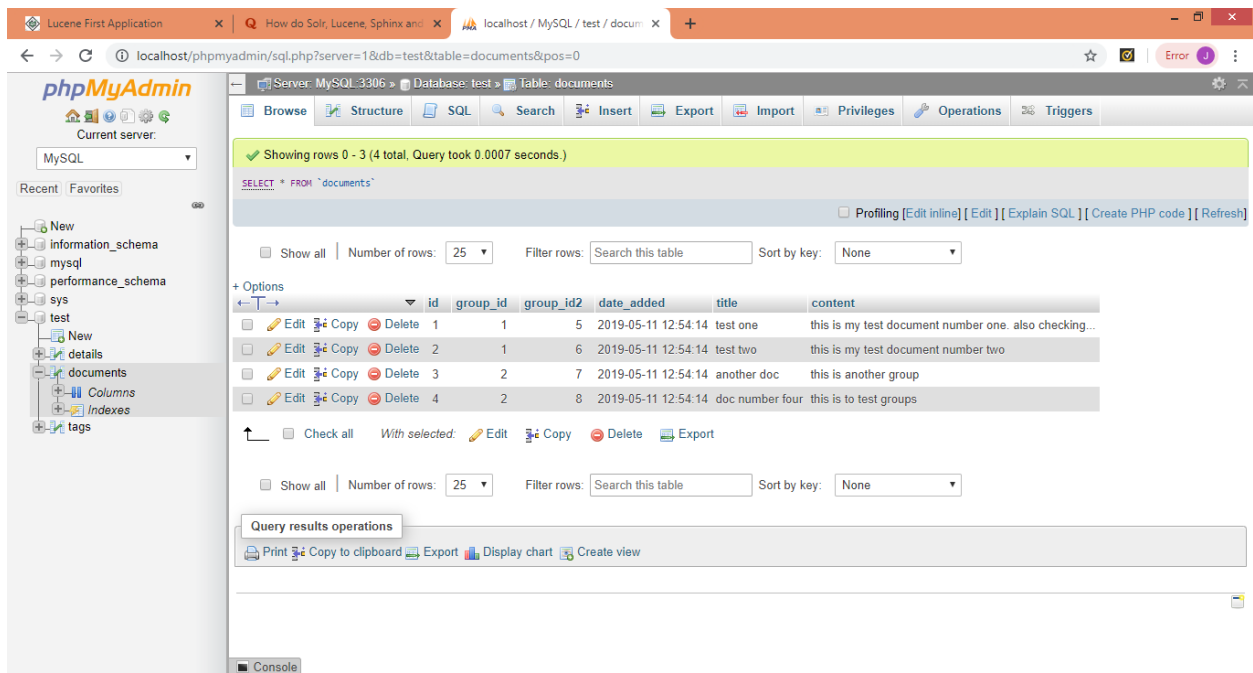 Lucene First Application
How do Solr, Lucene, Sphinx and
localhost / MySQL / test / docum
localhost/phpmyadmin/sql.php?server=1&db=test&table=documents&pos=0
Error J
phpMyAdmin
Current server:
MySQL
Recent Favorites
New
information_schema
mysql
performance_schema
sys
test
New
details
documents
Columns
Indexes
tags
Server: MySQL:3306 » Database: test » Table: documents
Browse Structure SQL Search Insert Export Import Privileges Operations Triggers
Showing rows 0 - 3 (4 total, Query took 0.0007 seconds.)
SELECT * FROM `documents`
Profiling [Edit inline] [ Edit ] [ Explain SQL ] [ Create PHP code ] [ Refresh]
Show all | Number of rows: 25 Filter rows: Search this table Sort by key: None
+ Options
←T→ id group_id group_id2 date_added title content
Edit Copy Delete 1 1 5 2019-05-11 12:54:14 test one this is my test document number one. also checking...
Edit Copy Delete 2 1 6 2019-05-11 12:54:14 test two this is my test document number two
Edit Copy Delete 3 2 7 2019-05-11 12:54:14 another doc this is another group
Edit Copy Delete 4 2 8 2019-05-11 12:54:14 doc number four this is to test groups
Check all With selected: Edit Copy Delete Export
Show all | Number of rows: 25 Filter rows: Search this table Sort by key: None
Query results operations
Print Copy to clipboard Export Display chart Create view
Console